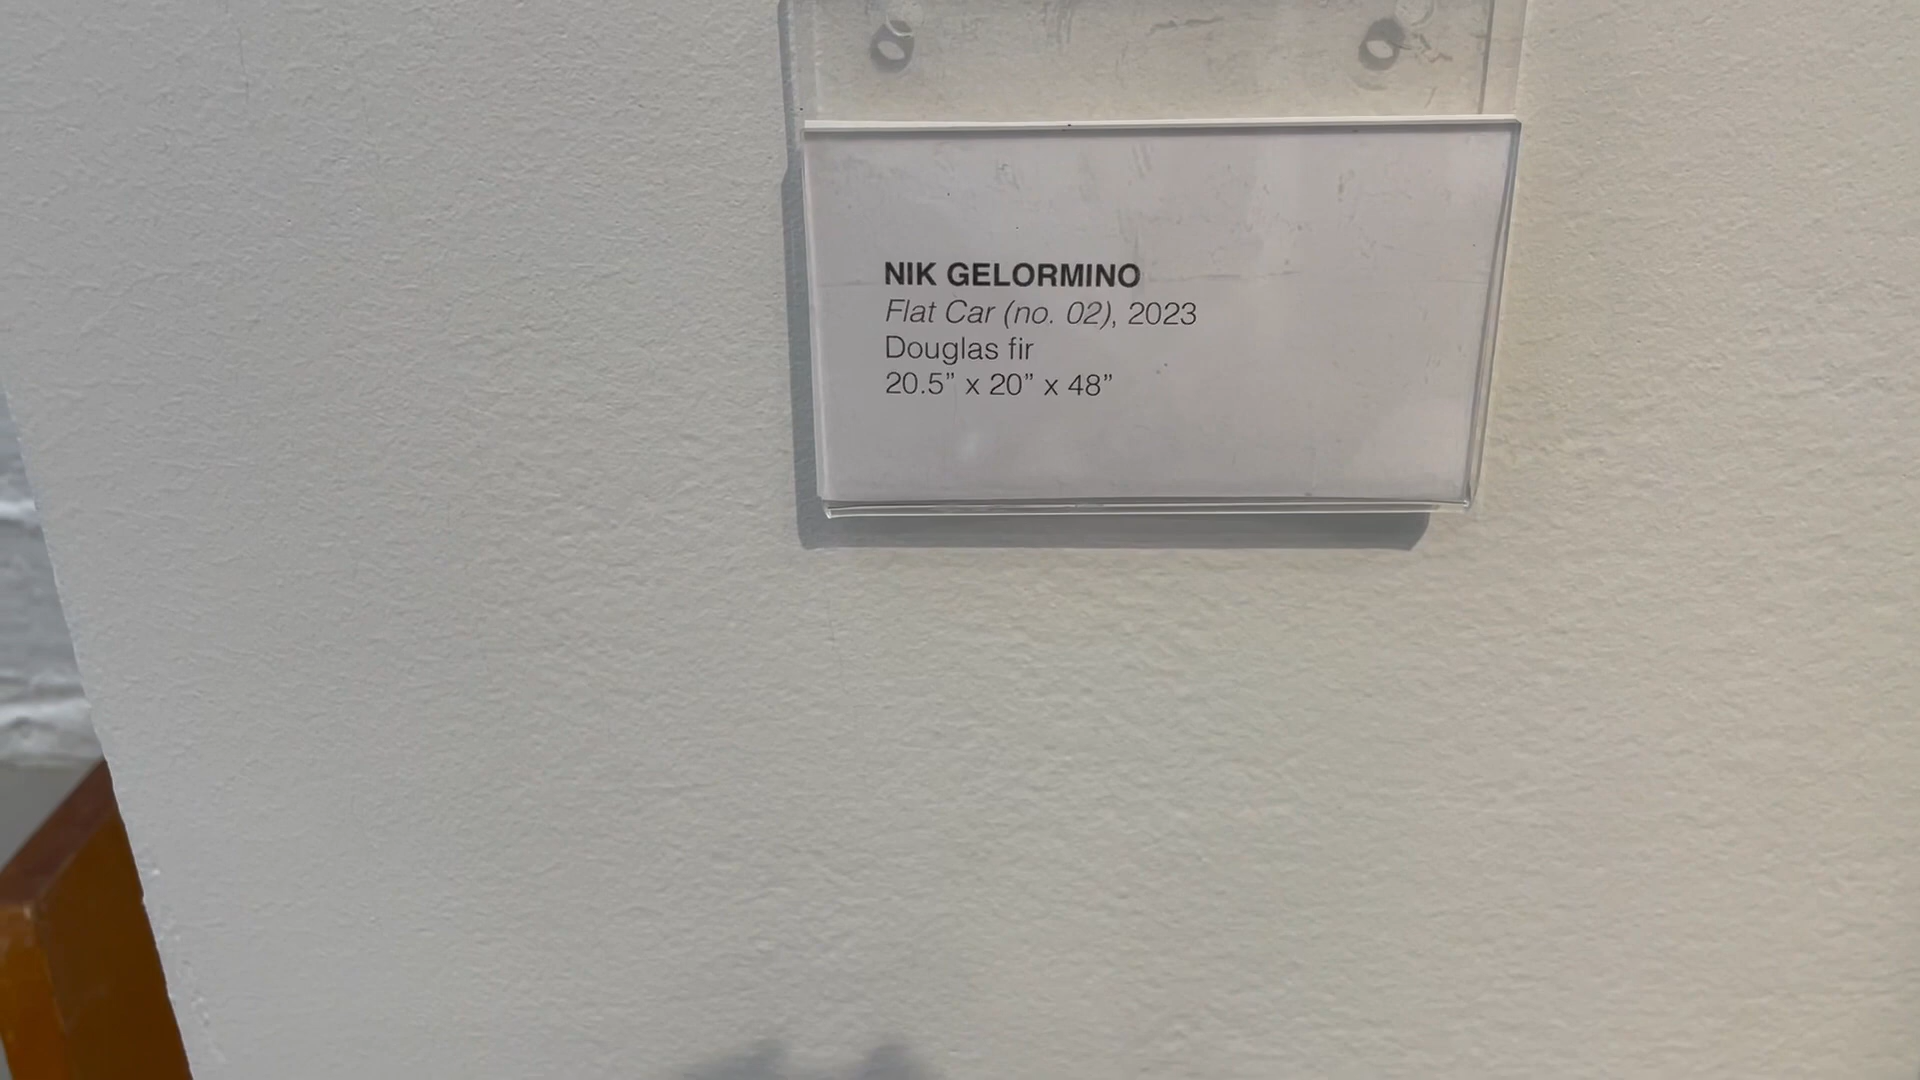 NIK GELORMINO
Flat Car (no. 02), 2023
Douglas fir
20.5” x 20” x 48”